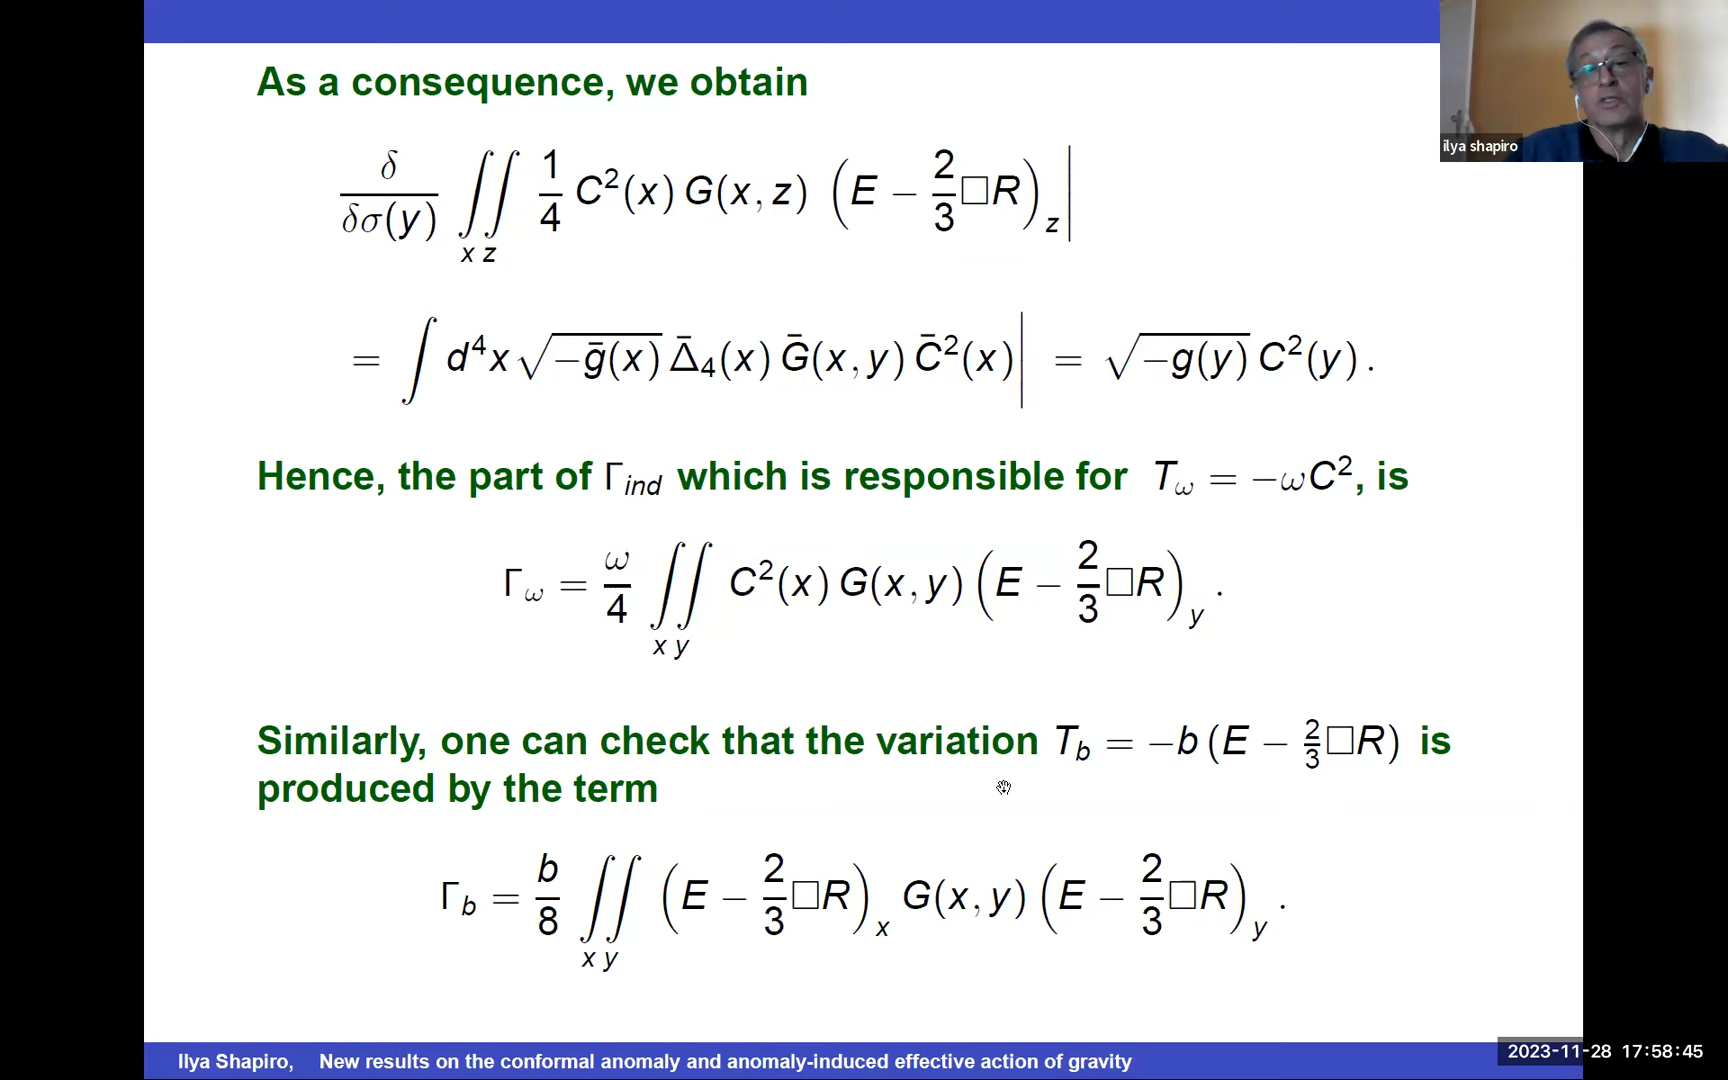 As a consequence, we obtain
δ/δσ(y) ∬_{x z} 1/4 C²(x) G(x, z) (E − 2/3 □R)_z |
= ∫ d⁴x √−ḡ(x) Δ̄₄(x) Ḡ(x, y) C̄²(x) | = √−g(y) C²(y) .
Hence, the part of Γ_ind which is responsible for T_ω = −ωC², is
Γ_ω = ω/4 ∬_{x y} C²(x) G(x, y) (E − 2/3 □R)_y .
Similarly, one can check that the variation T_b = −b (E − 2/3 □R) is
produced by the term
Γ_b = b/8 ∬_{x y} (E − 2/3 □R)_x G(x, y) (E − 2/3 □R)_y .
Ilya Shapiro, New results on the conformal anomaly and anomaly-induced effective action of gravity
ilya shapiro
2023-11-28 17:58:45